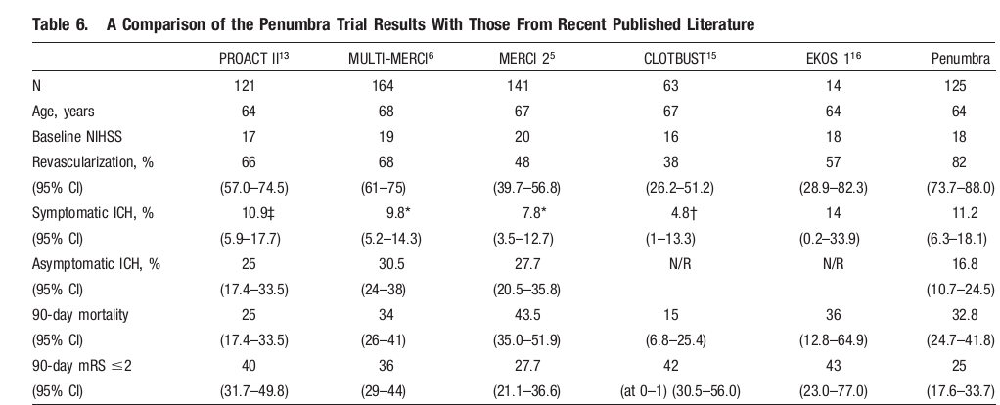 Table 6. A Comparison of the Penumbra Trial Results With Those From Recent Published Literature
PROACT II13 MULTI-MERCI6 MERCI 25 CLOTBUST15 EKOS 116 Penumbra
N 121 164 141 63 14 125
Age, years 64 68 67 67 64 64
Baseline NIHSS 17 19 20 16 18 18
Revascularization, % 66 68 48 38 57 82
(95% CI) (57.0–74.5) (61–75) (39.7–56.8) (26.2–51.2) (28.9–82.3) (73.7–88.0)
Symptomatic ICH, % 10.9‡ 9.8* 7.8* 4.8† 14 11.2
(95% CI) (5.9–17.7) (5.2–14.3) (3.5–12.7) (1–13.3) (0.2–33.9) (6.3–18.1)
Asymptomatic ICH, % 25 30.5 27.7 N/R N/R 16.8
(95% CI) (17.4–33.5) (24–38) (20.5–35.8) (10.7–24.5)
90-day mortality 25 34 43.5 15 36 32.8
(95% CI) (17.4–33.5) (26–41) (35.0–51.9) (6.8–25.4) (12.8–64.9) (24.7–41.8)
90-day mRS ≤2 40 36 27.7 42 43 25
(95% CI) (31.7–49.8) (29–44) (21.1–36.6) (at 0–1) (30.5–56.0) (23.0–77.0) (17.6–33.7)